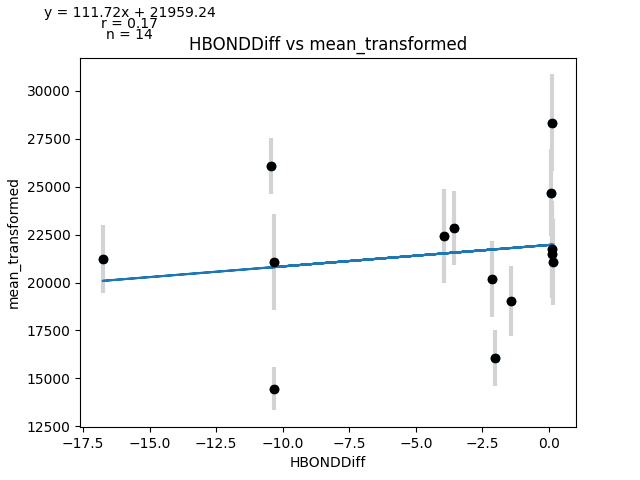 y = 111.72x + 21959.24
r = 0.17
n = 14
HBONDDiff vs mean_transformed
mean_transformed
30000
27500
25000
22500
20000
17500
15000
12500
−17.5 −15.0 −12.5 −10.0 −7.5 −5.0 −2.5 0.0
HBONDDiff